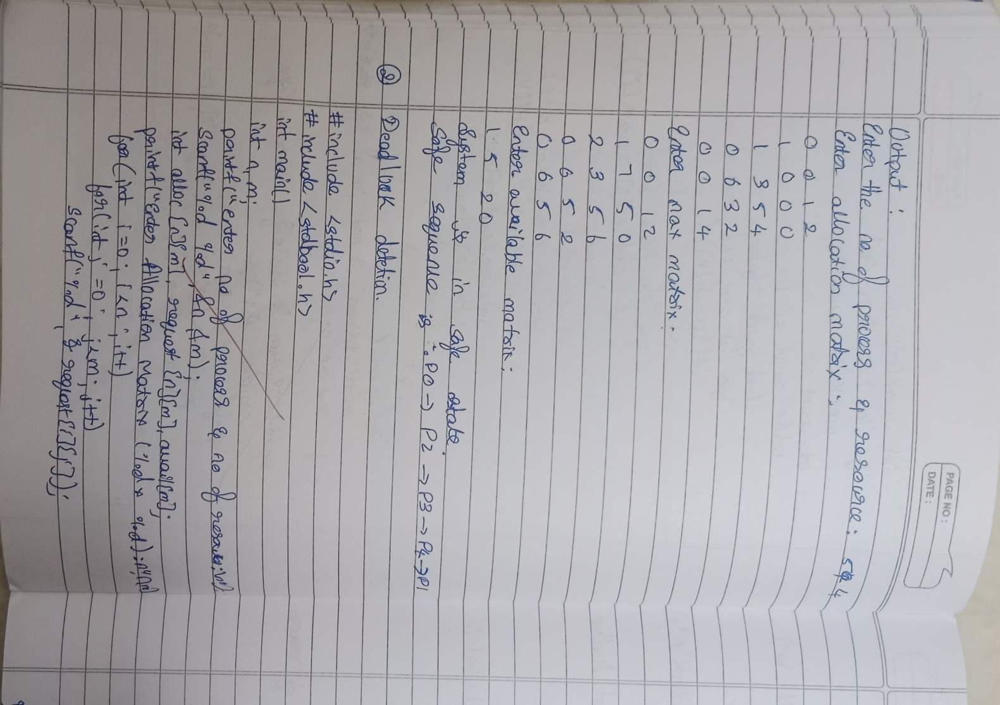 PAGE NO :
DATE :
Output :
Enter the no of process & resource : 5 4
Enter allocation matrix :
0 0 1 2
1 0 0 0
1 3 5 4
0 6 3 2
0 0 1 4
Enter max matrix :
0 0 1 2
1 7 5 0
2 3 5 6
0 6 5 2
0 6 5 6
Enter available matrix :
1 5 2 0
System is in safe state.
Safe sequence is : P0 → P2 → P3 → P4 → P1
② Deadlock detetion.
#include <stdio.h>
#include <stdbool.h>
int main()
int n, m;
printf("enter no of process & no of
scanf("%d %d", &n &m);
int alloc [n][m], request [n][m], avail[m];
printf("Enter Allocation Matrix (%d x %d) :
for (int i=0; i<n; i++)
for (int j=0; j<m; j++)
scanf("%d", & request[i][j]);